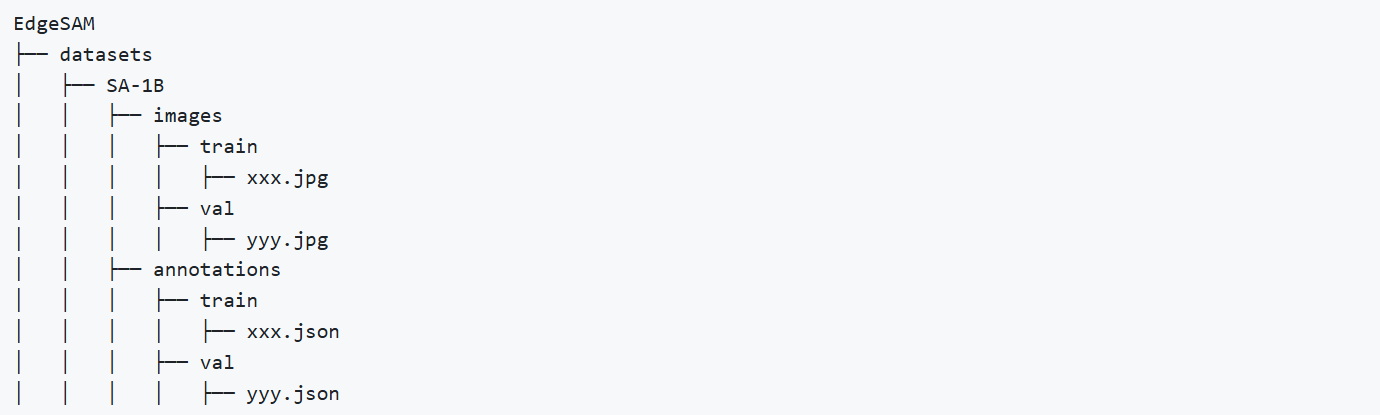 EdgeSAM
├── datasets
│   ├── SA-1B
│   │   ├── images
│   │   │   ├── train
│   │   │   │   ├── xxx.jpg
│   │   │   ├── val
│   │   │   │   ├── yyy.jpg
│   │   ├── annotations
│   │   │   ├── train
│   │   │   │   ├── xxx.json
│   │   │   ├── val
│   │   │   │   ├── yyy.json